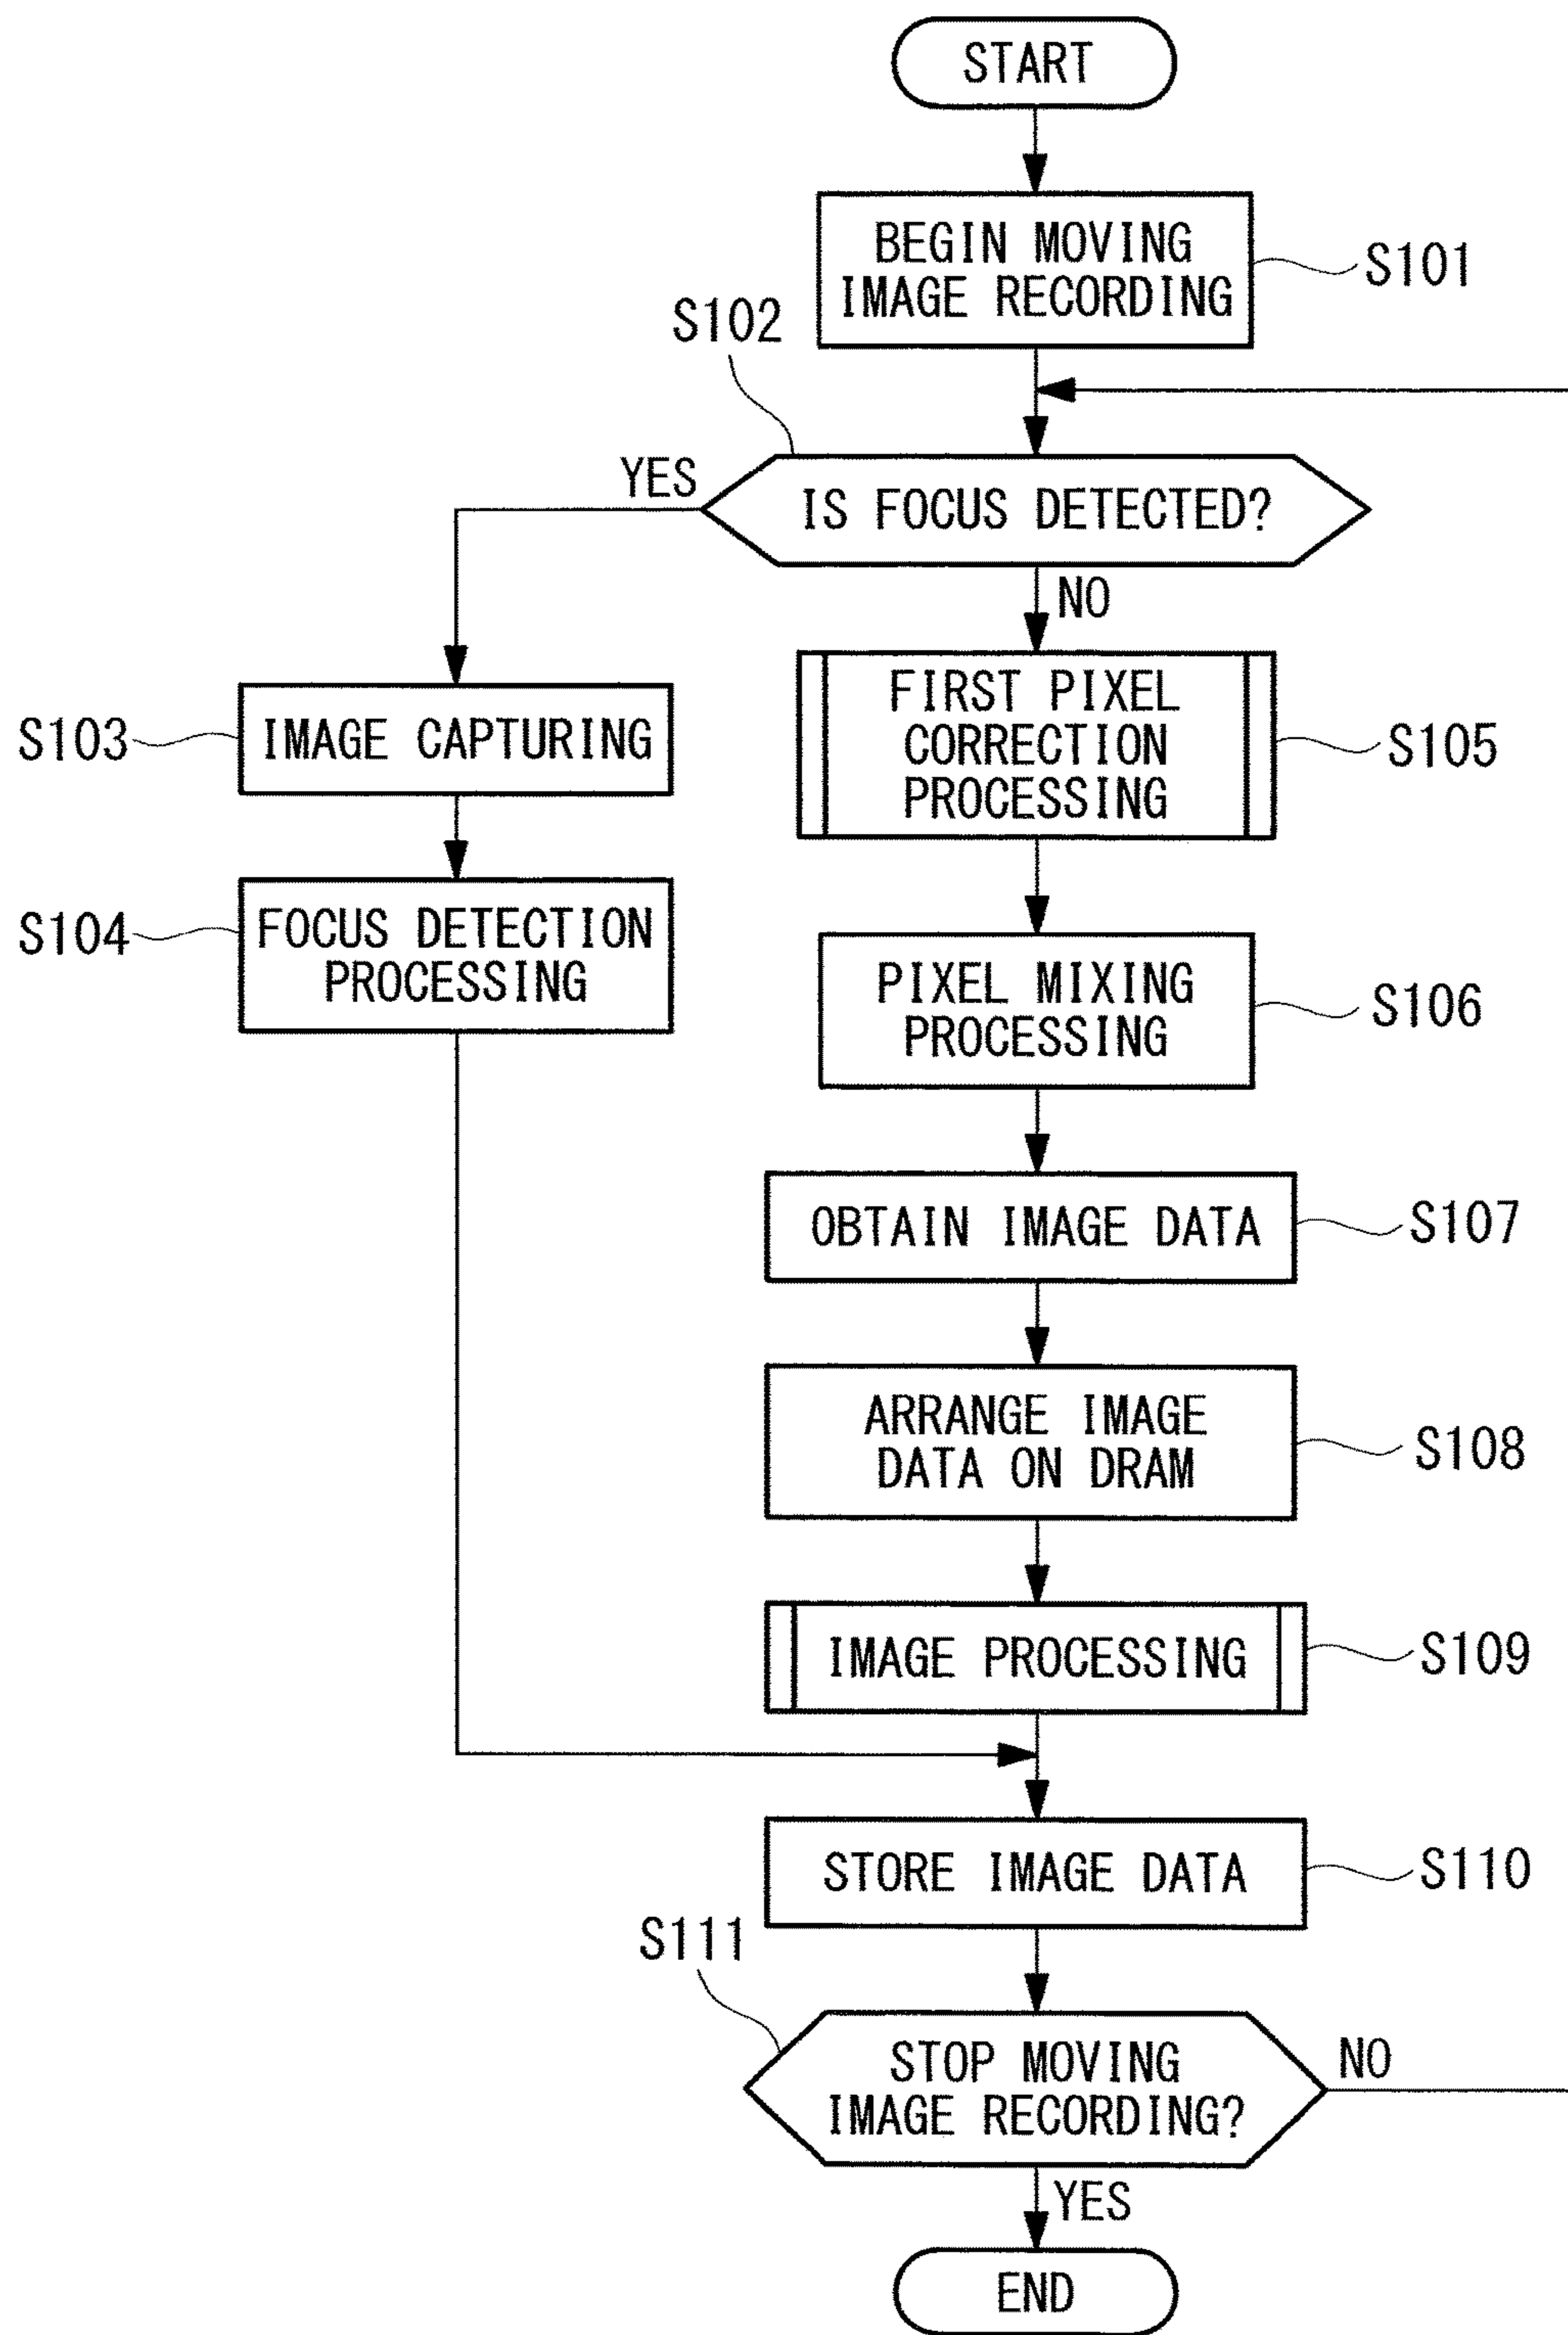 START
BEGIN MOVING
IMAGE RECORDING
S101
S102
YES
IS FOCUS DETECTED?
NO
S103
IMAGE CAPTURING
FIRST PIXEL
CORRECTION
PROCESSING
S105
S104
FOCUS DETECTION
PROCESSING
PIXEL MIXING
PROCESSING
S106
OBTAIN IMAGE DATA
S107
ARRANGE IMAGE
DATA ON DRAM
S108
IMAGE PROCESSING
S109
STORE IMAGE DATA
S110
S111
STOP MOVING
IMAGE RECORDING?
NO
YES
END